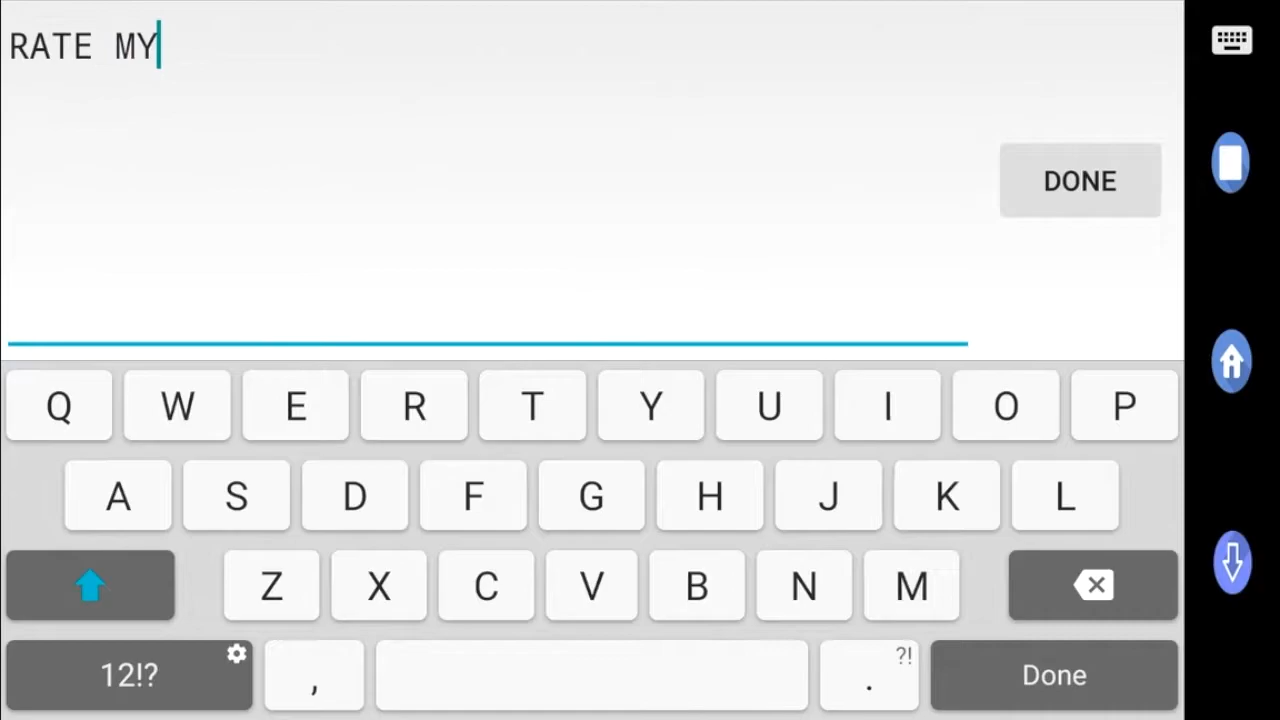 RATE MY
DONE
Q W E R T Y U I O P
A S D F G H J K L
Z X C V B N M
12!? , . ?! Done